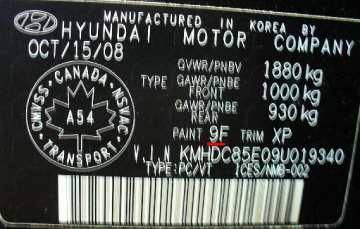 MANUFACTURED IN KOREA BY
HYUNDAI MOTOR COMPANY
OCT/15/08
GVWR/PNBV 1880 kg
TYPE GAWR/PNBE FRONT 1000 kg
GAWR/PNBE REAR 930 kg
PAINT 9F TRIM XP
CANADA
CMVSS NSVAC
A54
TRANSPORT
V.I.N KMHDC85E09U019340
TYPE:PC/VT ICES/NMB-002